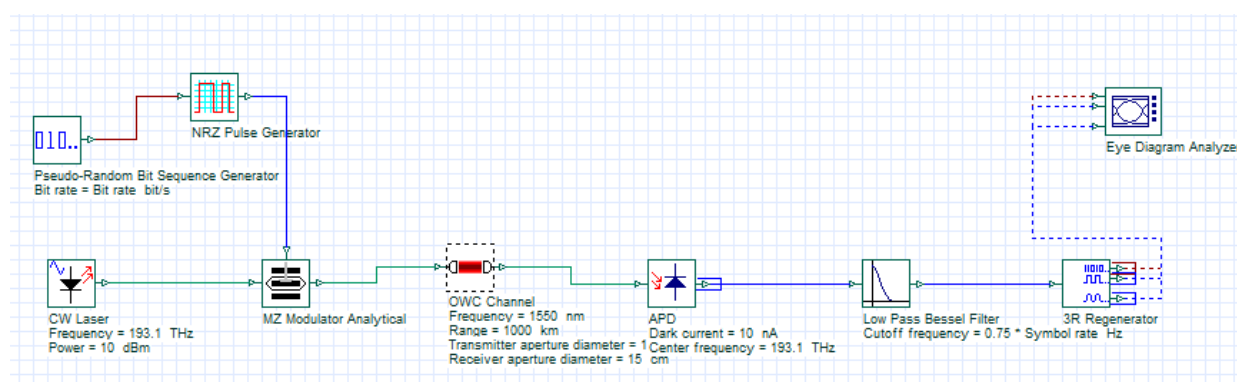 NRZ Pulse Generator
010..
Pseudo-Random Bit Sequence Generator
Bit rate = Bit rate bit/s
Eye Diagram Analyze
CW Laser
Frequency = 193.1 THz
Power = 10 dBm
MZ Modulator Analytical
OWC Channel
Frequency = 1550 nm
Range = 1000 km
Transmitter aperture diameter = 1
Receiver aperture diameter = 15 cm
APD
Dark current = 10 nA
Center frequency = 193.1 THz
Low Pass Bessel Filter
Cutoff frequency = 0.75 * Symbol rate Hz
3R Regenerator